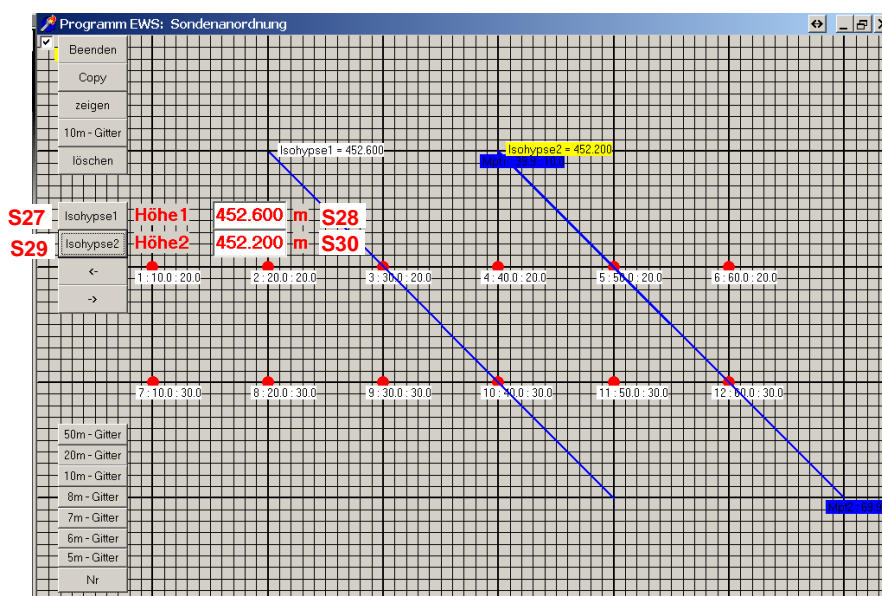 Programm EWS: Sondenanordnung
Beenden
Copy
zeigen
10m - Gitter
löschen
Isohypse1 = 452.600
Isohypse2 = 452.200
S27 Isohypse1 Höhe1 452.600 m S28
S29 Isohypse2 Höhe2 452.200 m S30
<-
->
1 : 10.0 : 20.0 2 : 20.0 : 20.0 3 : 30.0 : 20.0 4 : 40.0 : 20.0 5 : 50.0 : 20.0 6 : 60.0 : 20.0
7 : 10.0 : 30.0 8 : 20.0 : 30.0 9 : 30.0 : 30.0 10 : 40.0 : 30.0 11 : 50.0 : 30.0 12 : 60.0 : 30.0
50m - Gitter
20m - Gitter
10m - Gitter
8m - Gitter
7m - Gitter
6m - Gitter
5m - Gitter
Nr